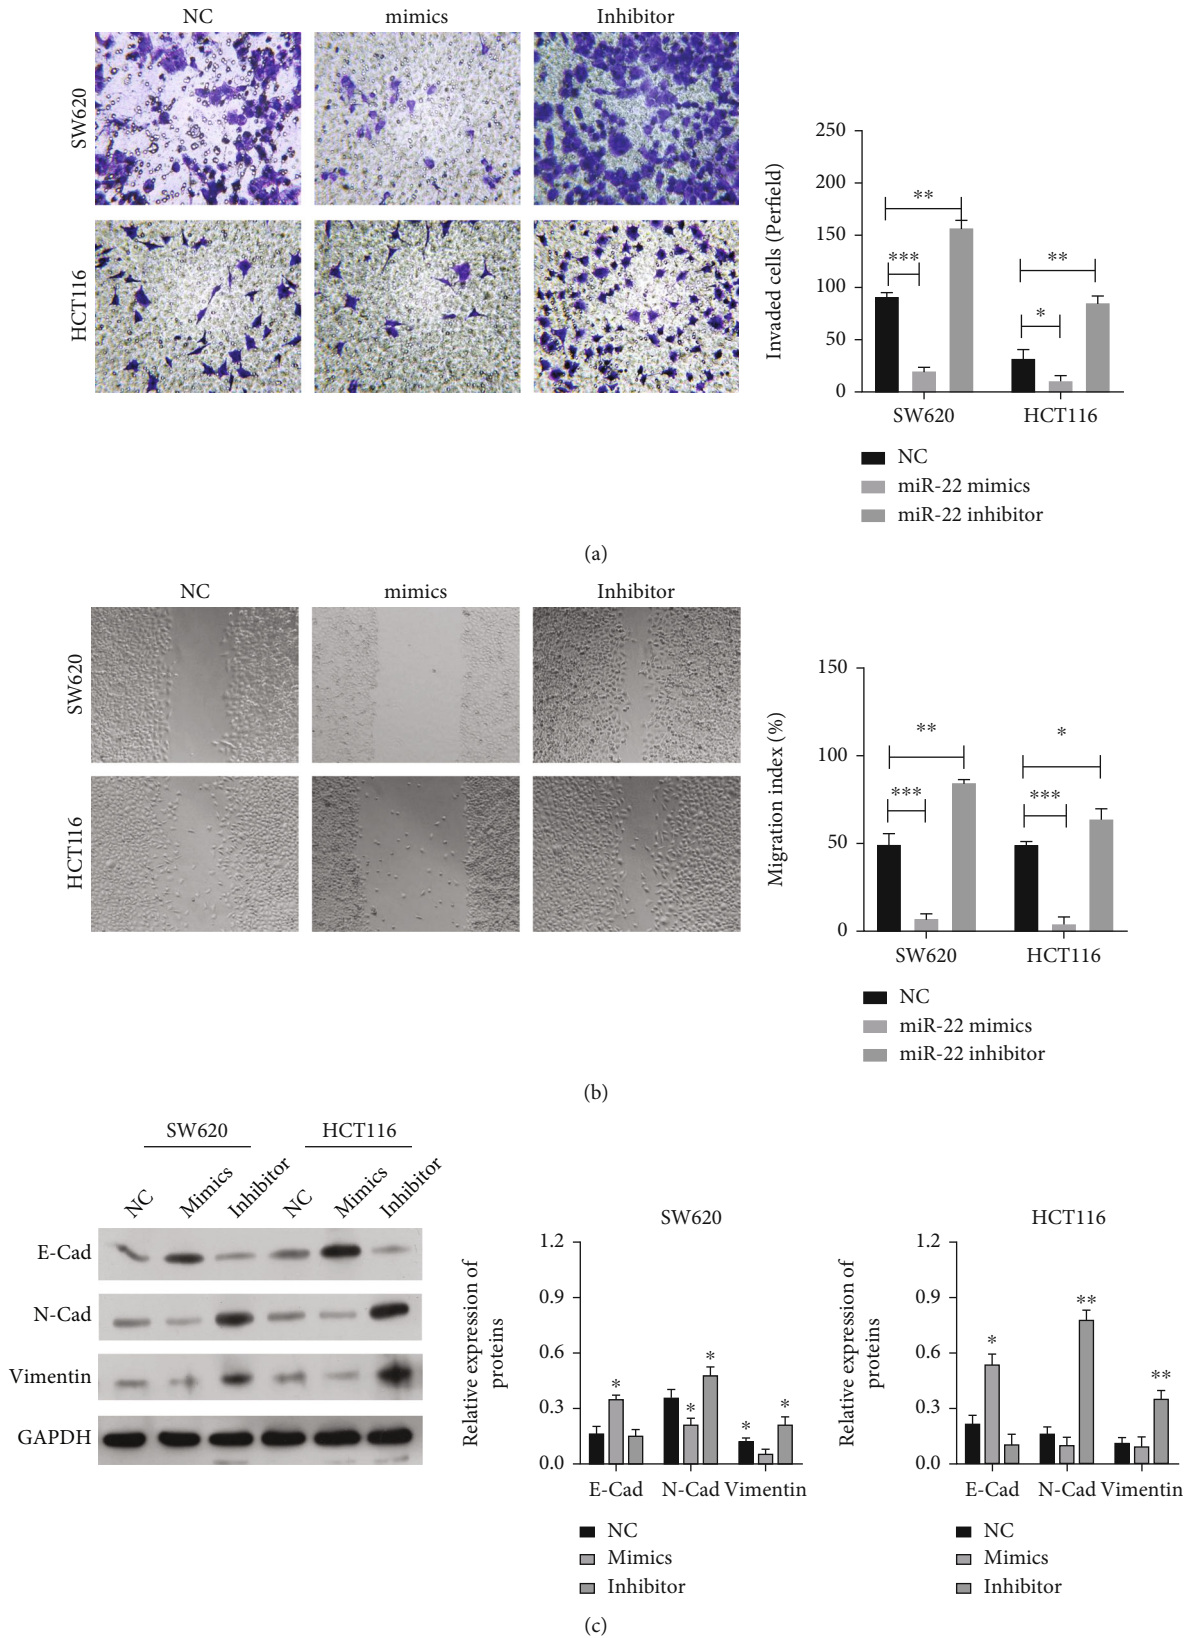 NC mimics Inhibitor
SW620
HCT116
Invaded cells (Perfield)
250
200
150
100
50
0
** *** ** *
SW620 HCT116
NC
miR-22 mimics
miR-22 inhibitor
(a)
NC mimics Inhibitor
SW620
HCT116
Migration index (%)
150
100
50
0
** *** * ***
SW620 HCT116
NC
miR-22 mimics
miR-22 inhibitor
(b)
SW620 HCT116
NC Mimics Inhibitor NC Mimics Inhibitor
E-Cad
N-Cad
Vimentin
GAPDH
SW620
Relative expression of
proteins
1.2
0.9
0.6
0.3
0.0
* * * * *
E-Cad N-Cad Vimentin
NC
Mimics
Inhibitor
HCT116
Relative expression of
proteins
1.2
0.9
0.6
0.3
0.0
* ** **
E-Cad N-Cad Vimentin
NC
Mimics
Inhibitor
(c)